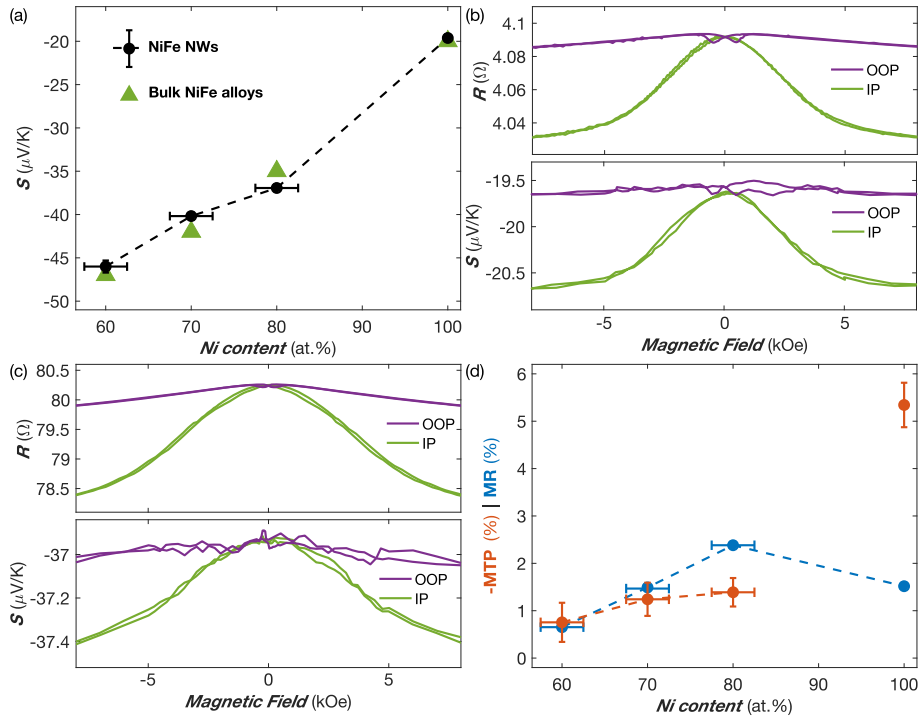 (a)
NiFe NWs
Bulk NiFe alloys
-20
-25
-30
-35
-40
-45
-50
S (μV/K)
60
70
80
90
100
Ni content (at.%)
(b)
4.1
4.08
4.06
4.04
R (Ω)
OOP
IP
-19.5
-20
-20.5
S (μV/K)
OOP
IP
-5
0
5
Magnetic Field (kOe)
(c)
80.5
80
79.5
79
78.5
R (Ω)
OOP
IP
-37
-37.2
-37.4
S (μV/K)
OOP
IP
-5
0
5
Magnetic Field (kOe)
(d)
6
5
4
3
2
1
0
-MTP (%) | MR (%)
60
70
80
90
100
Ni content (at.%)